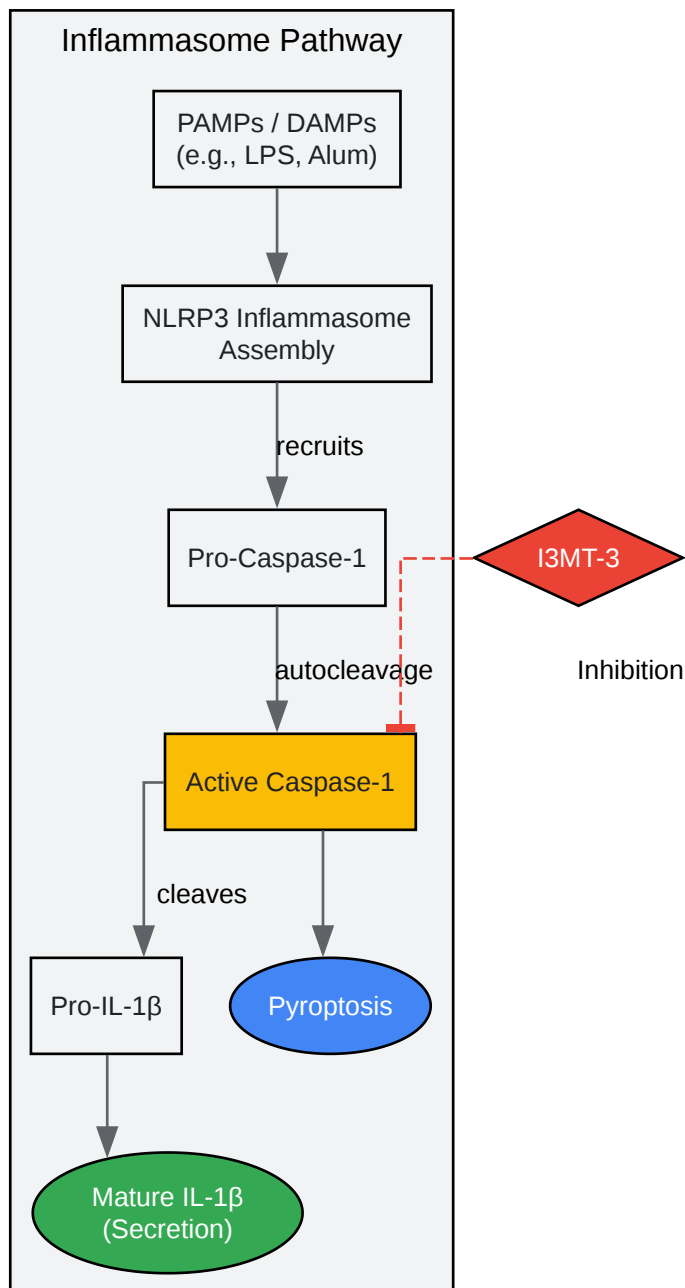 Inflammasome Pathway
PAMPs / DAMPs
(e.g., LPS, Alum)
NLRP3 Inflammasome
Assembly
recruits
Pro-Caspase-1
I3MT-3
autocleavage
Inhibition
Active Caspase-1
cleaves
Pro-IL-1β
Pyroptosis
Mature IL-1β
(Secretion)